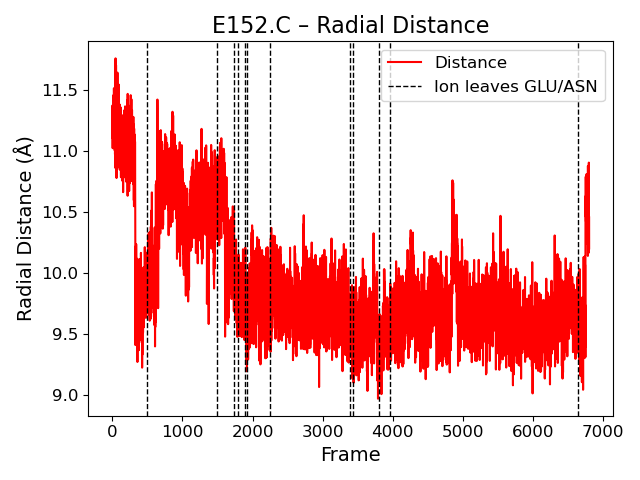 E152.C – Radial Distance
Distance
Ion leaves GLU/ASN
Radial Distance (Å)
11.5
11.0
10.5
10.0
9.5
9.0
0 1000 2000 3000 4000 5000 6000 7000
Frame